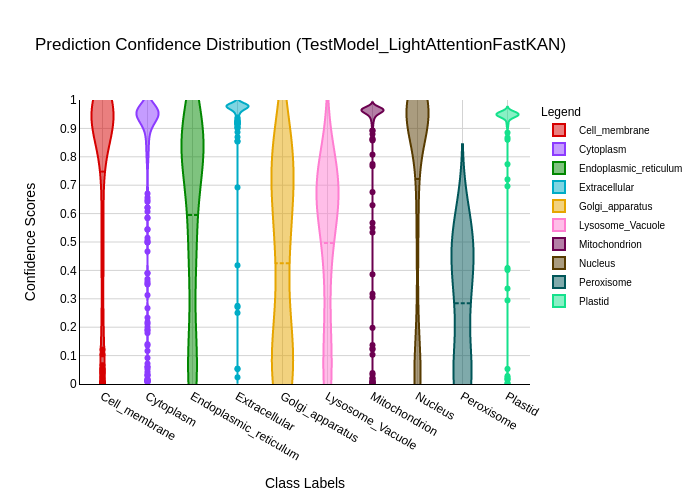 Prediction Confidence Distribution (TestModel_LightAttentionFastKAN)
Legend
Cell_membrane
Cytoplasm
Endoplasmic_reticulum
Extracellular
Golgi_apparatus
Lysosome_Vacuole
Mitochondrion
Nucleus
Peroxisome
Plastid
Confidence Scores
1
0.9
0.8
0.7
0.6
0.5
0.4
0.3
0.2
0.1
0
Cell_membrane
Cytoplasm
Endoplasmic_reticulum
Extracellular
Golgi_apparatus
Lysosome_Vacuole
Mitochondrion
Nucleus
Peroxisome
Plastid
Class Labels